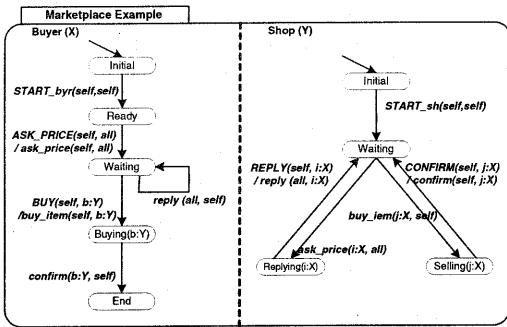 Marketplace Example
Buyer (X)
Initial
START_byr(self,self)
Ready
ASK_PRICE(self, all)
/ ask_price(self, all)
Waiting
reply (all, self)
BUY(self, b:Y)
/buy_item(self, b:Y)
Buying(b:Y)
confirm(b:Y, self)
End
Shop (Y)
Initial
START_sh(self,self)
Waiting
REPLY(self, i:X)
/ reply (all, i:X)
CONFIRM(self, j:X)
/ confirm(self, j:X)
buy_iem(j:X, self)
ask_price(i:X, all)
Replying(i:X)
Selling(j:X)